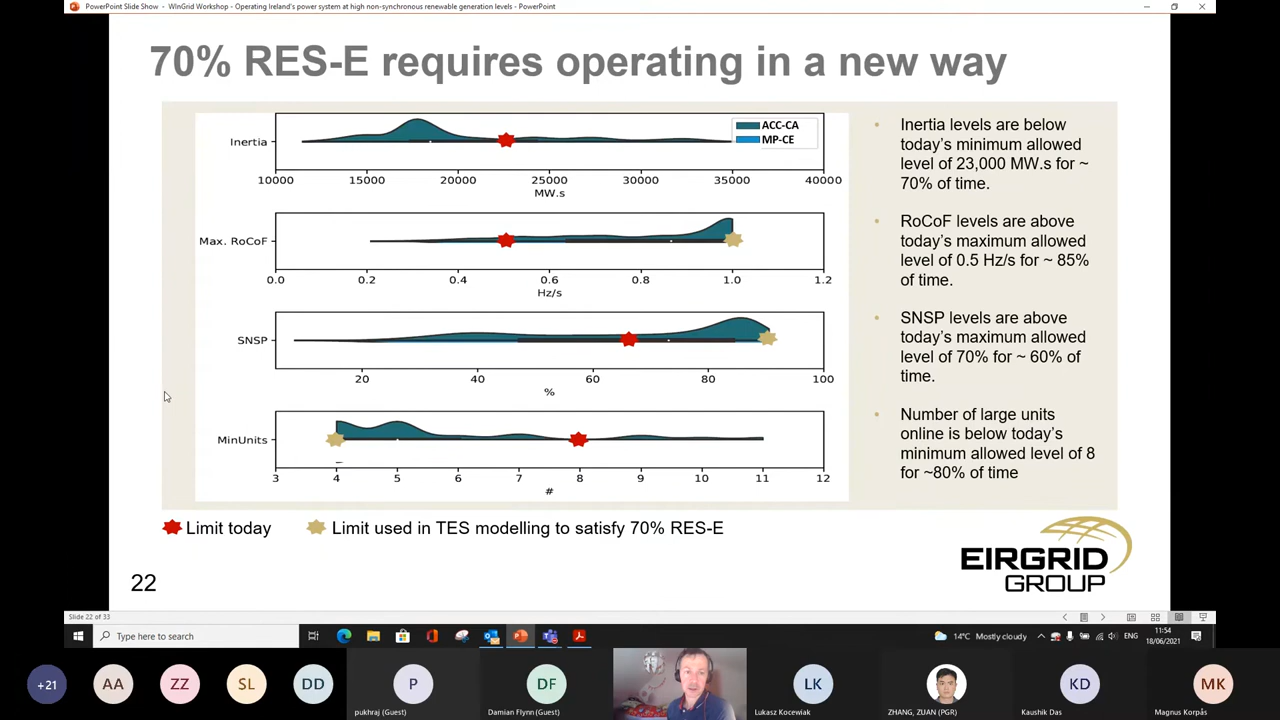 PowerPoint Slide Show - WInGrid Workshop - Operating Ireland's power system at high non-synchronous renewable generation levels - PowerPoint
70% RES-E requires operating in a new way
Inertia
ACC-CA
MP-CE
10000 15000 20000 25000 30000 35000 40000
MW.s
Max. RoCoF
0.0 0.2 0.4 0.6 0.8 1.0 1.2
Hz/s
SNSP
20 40 60 80 100
%
MinUnits
3 4 5 6 7 8 9 10 11 12
#
• Inertia levels are below
today's minimum allowed
level of 23,000 MW.s for ~
70% of time.
• RoCoF levels are above
today's maximum allowed
level of 0.5 Hz/s for ~ 85%
of time.
• SNSP levels are above
today's maximum allowed
level of 70% for ~ 60% of
time.
• Number of large units
online is below today's
minimum allowed level of 8
for ~80% of time
Limit today
Limit used in TES modelling to satisfy 70% RES-E
EIRGRID
GROUP
22
Slide 22 of 33
Type here to search
14°C Mostly cloudy
ENG
11:54
18/06/2021
+21
AA
ZZ
SL
DD
P
pukhraj (Guest)
DF
Damian Flynn (Guest)
LK
Lukasz Kocewiak
ZHANG, ZUAN (PGR)
KD
Kaushik Das
MK
Magnus Korpås